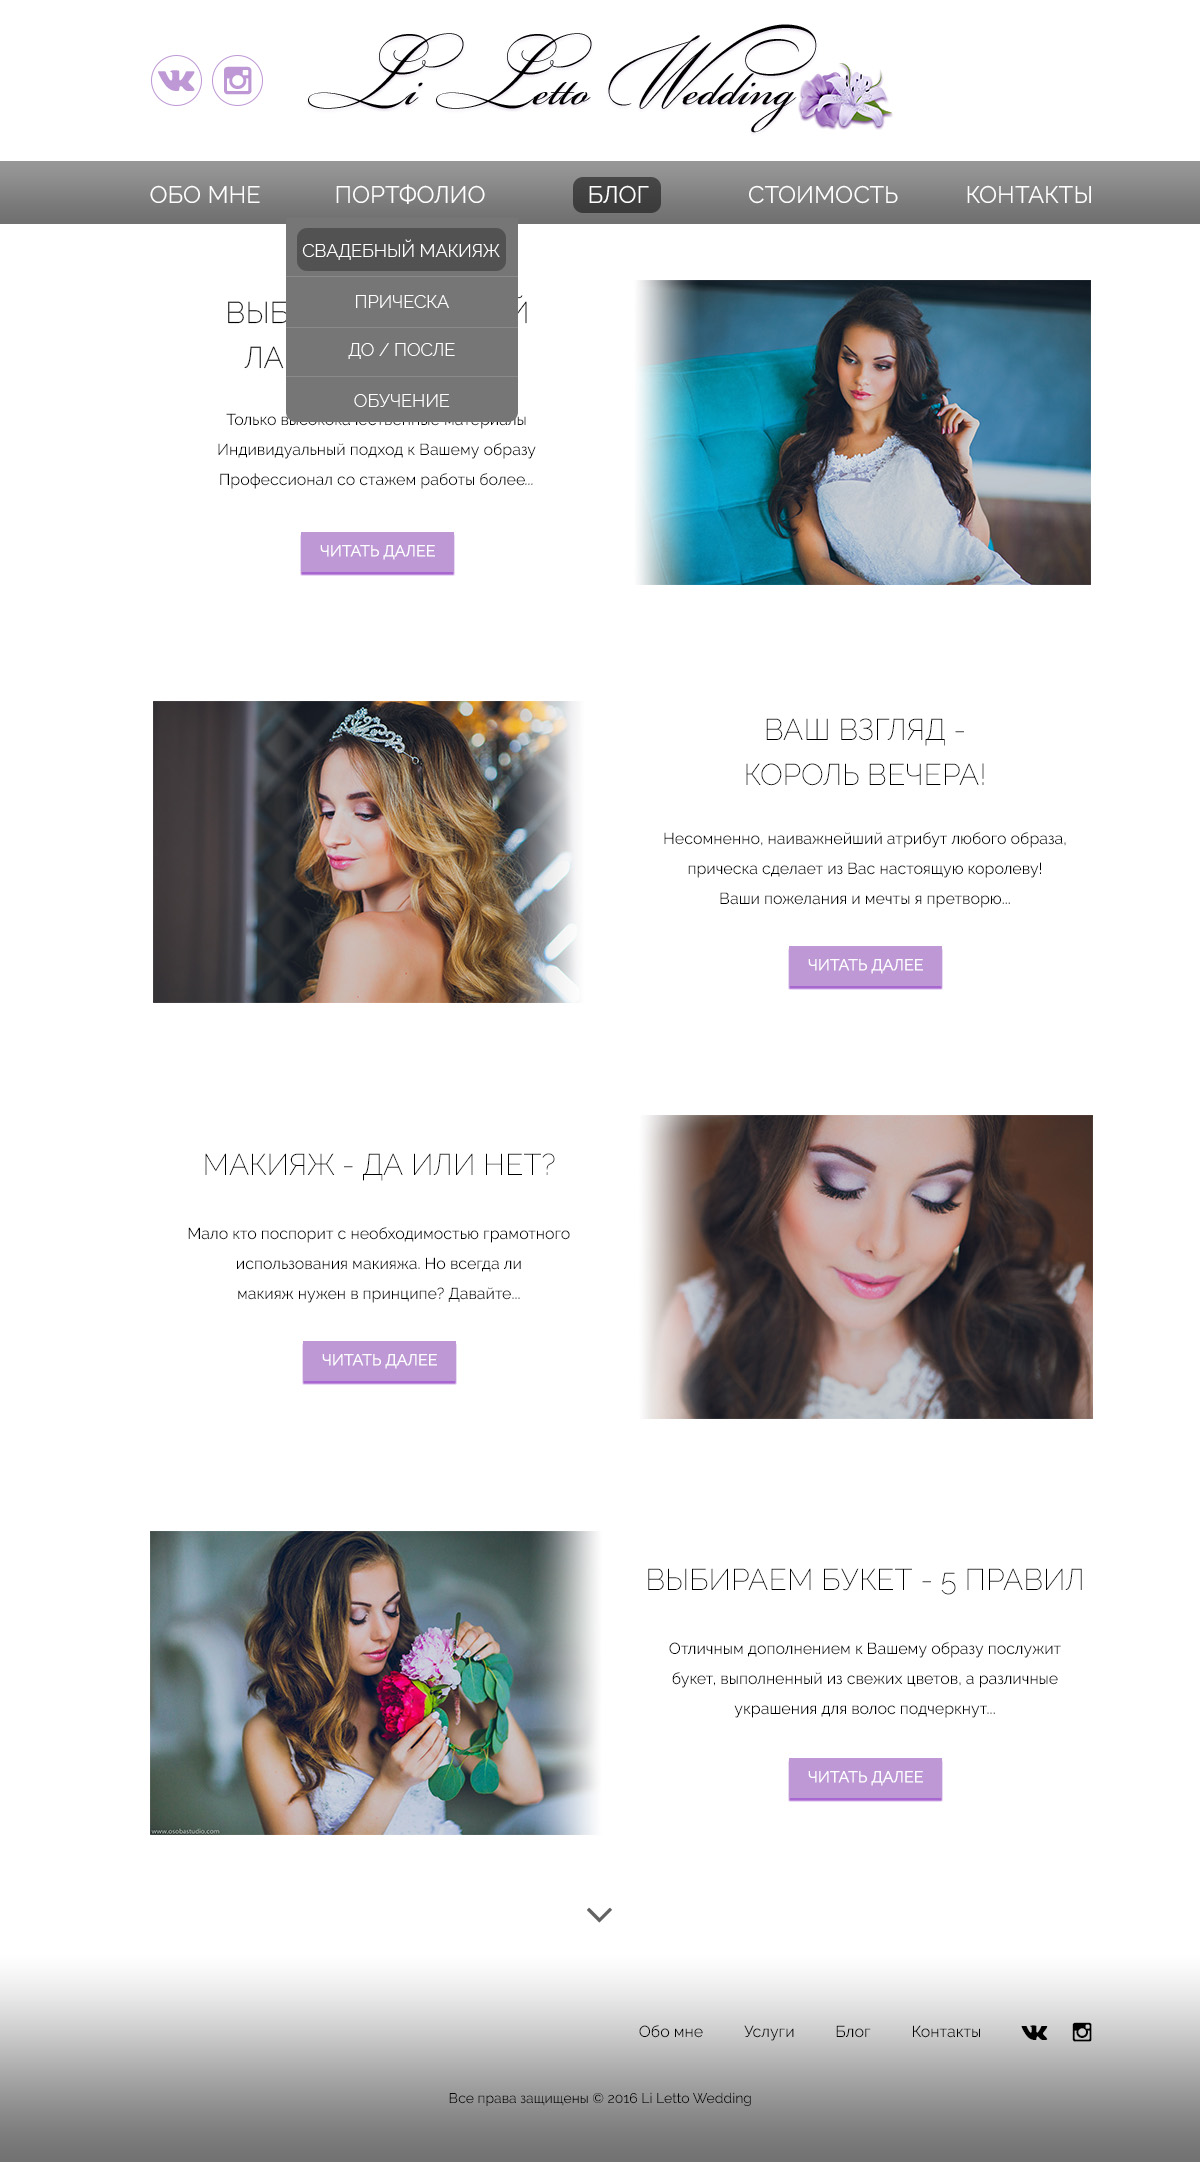 Li Letto Wedding
ОБО МНЕ ПОРТФОЛИО БЛОГ СТОИМОСТЬ КОНТАКТЫ
СВАДЕБНЫЙ МАКИЯЖ
ПРИЧЕСКА
ДО / ПОСЛЕ
ОБУЧЕНИЕ
Только высококачественные материалы
Индивидуальный подход к Вашему образу
Профессионал со стажем работы более...
ЧИТАТЬ ДАЛЕЕ
ВАШ ВЗГЛЯД -
КОРОЛЬ ВЕЧЕРА!
Несомненно, наиважнейший атрибут любого образа,
прическа сделает из Вас настоящую королеву!
Ваши пожелания и мечты я претворю...
ЧИТАТЬ ДАЛЕЕ
МАКИЯЖ - ДА ИЛИ НЕТ?
Мало кто поспорит с необходимостью грамотного
использования макияжа. Но всегда ли
макияж нужен в принципе? Давайте...
ЧИТАТЬ ДАЛЕЕ
ВЫБИРАЕМ БУКЕТ - 5 ПРАВИЛ
Отличным дополнением к Вашему образу послужит
букет, выполненный из свежих цветов, а различные
украшения для волос подчеркнут...
ЧИТАТЬ ДАЛЕЕ
www.osobastudio.com
Обо мне Услуги Блог Контакты
Все права защищены © 2016 Li Letto Wedding